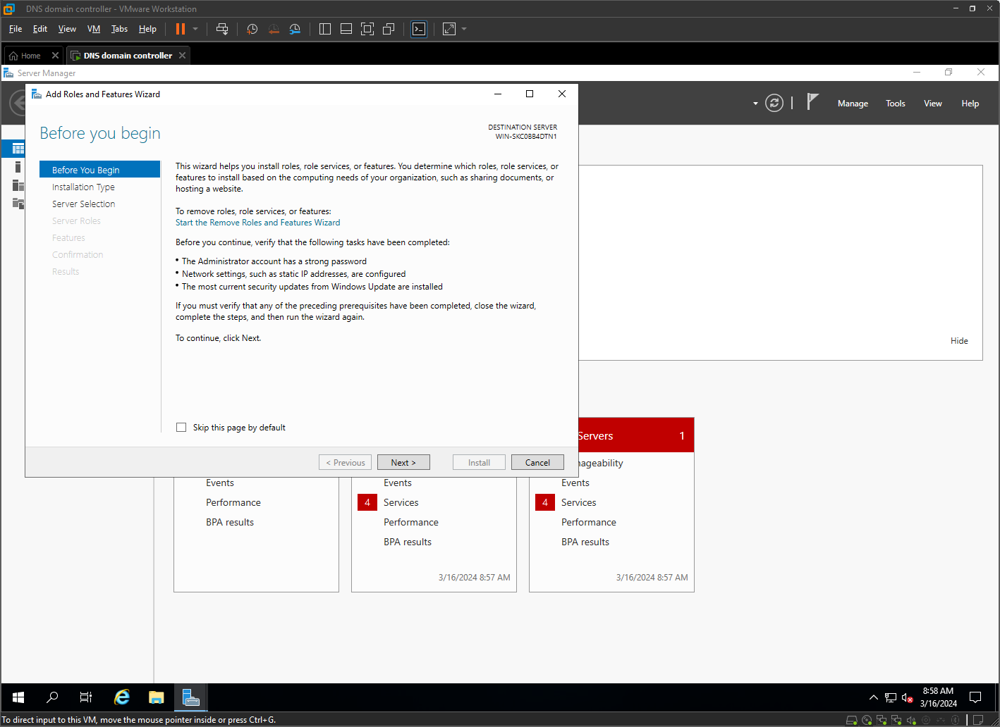 DNS domain controller - VMware Workstation
File Edit View VM Tabs Help
Home
DNS domain controller
Server Manager
Add Roles and Features Wizard
Manage Tools View Help
Before you begin
DESTINATION SERVER
WIN-SKC0BB4DTN1
Before You Begin
Installation Type
Server Selection
Server Roles
Features
Confirmation
Results
This wizard helps you install roles, role services, or features. You determine which roles, role services, or
features to install based on the computing needs of your organization, such as sharing documents, or
hosting a website.
To remove roles, role services, or features:
Start the Remove Roles and Features Wizard
Before you continue, verify that the following tasks have been completed:
• The Administrator account has a strong password
• Network settings, such as static IP addresses, are configured
• The most current security updates from Windows Update are installed
If you must verify that any of the preceding prerequisites have been completed, close the wizard,
complete the steps, and then run the wizard again.
To continue, click Next.
Hide
Skip this page by default
< Previous Next > Install Cancel
Servers 1
nageability
Events
Performance
BPA results
Events
4 Services
Performance
BPA results
3/16/2024 8:57 AM
Events
4 Services
Performance
BPA results
3/16/2024 8:57 AM
8:58 AM
3/16/2024
To direct input to this VM, move the mouse pointer inside or press Ctrl+G.